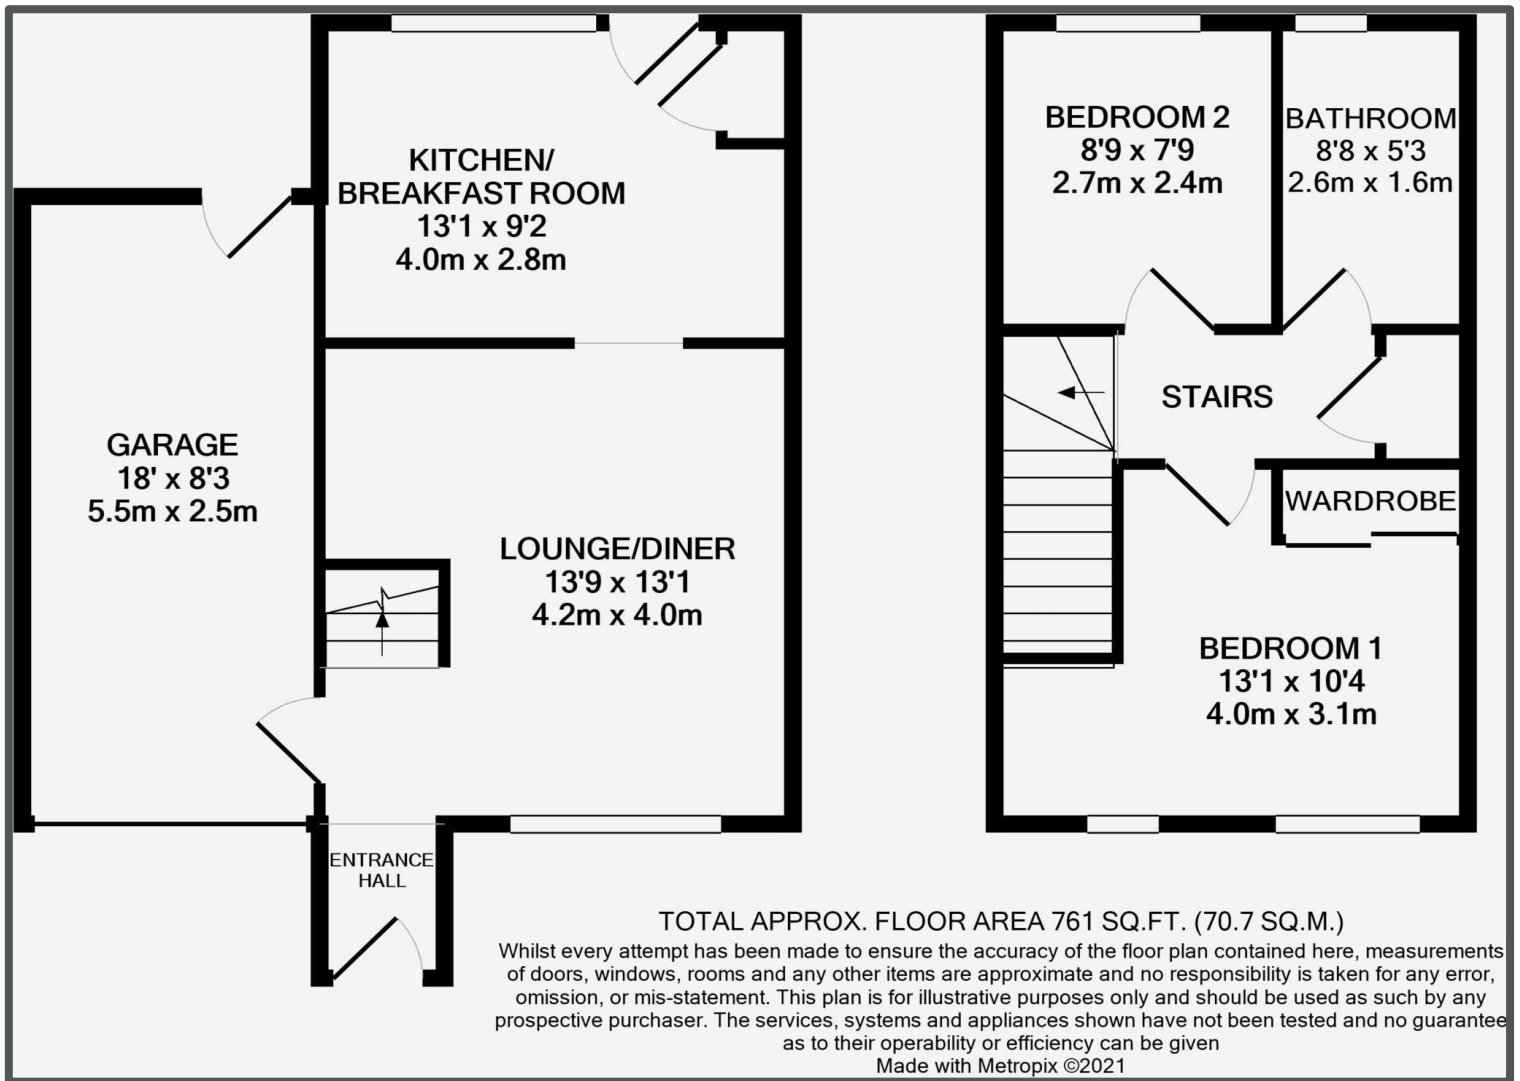 KITCHEN/
BREAKFAST ROOM
13'1 x 9'2
4.0m x 2.8m
GARAGE
18' x 8'3
5.5m x 2.5m
LOUNGE/DINER
13'9 x 13'1
4.2m x 4.0m
ENTRANCE
HALL
BEDROOM 2
8'9 x 7'9
2.7m x 2.4m
BATHROOM
8'8 x 5'3
2.6m x 1.6m
STAIRS
WARDROBE
BEDROOM 1
13'1 x 10'4
4.0m x 3.1m
TOTAL APPROX. FLOOR AREA 761 SQ.FT. (70.7 SQ.M.)
Whilst every attempt has been made to ensure the accuracy of the floor plan contained here, measurements
of doors, windows, rooms and any other items are approximate and no responsibility is taken for any error,
omission, or mis-statement. This plan is for illustrative purposes only and should be used as such by any
prospective purchaser. The services, systems and appliances shown have not been tested and no guarantee
as to their operability or efficiency can be given
Made with Metropix ©2021